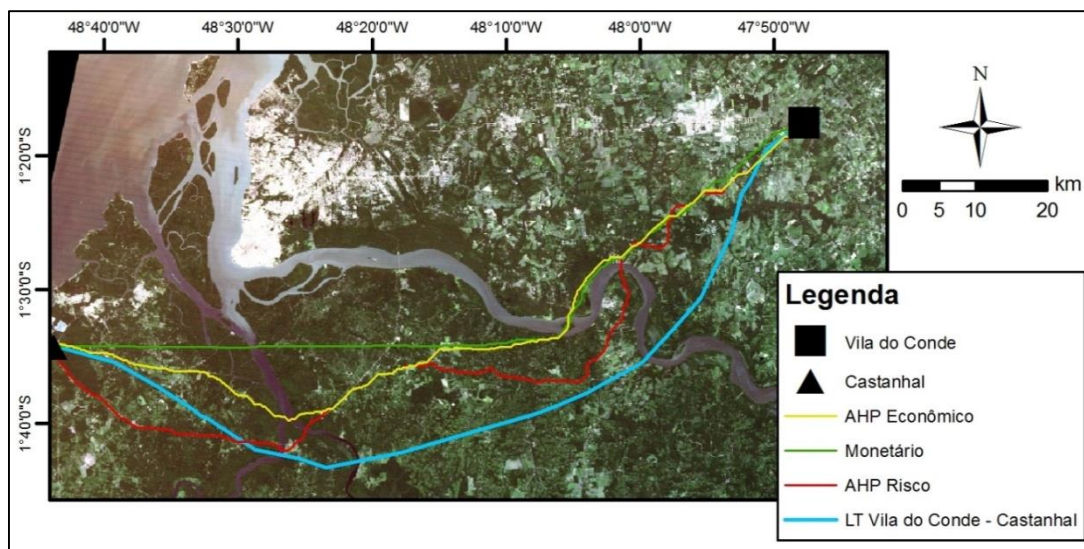 48°40'0"W 48°30'0"W 48°20'0"W 48°10'0"W 48°0'0"W 47°50'0"W
N
1°20'0"S
km
0 5 10 20
1°30'0"S
Legenda
Vila do Conde
Castanhal
AHP Econômico
1°40'0"S
Monetário
AHP Risco
LT Vila do Conde - Castanhal